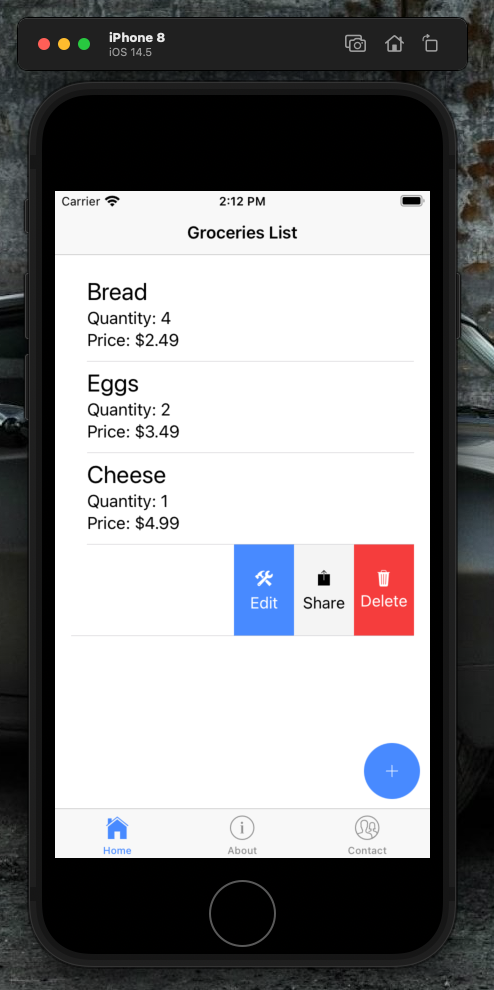 iPhone 8
iOS 14.5
Carrier 2:12 PM
Groceries List
Bread
Quantity: 4
Price: $2.49
Eggs
Quantity: 2
Price: $3.49
Cheese
Quantity: 1
Price: $4.99
Edit Share Delete
+
Home About Contact